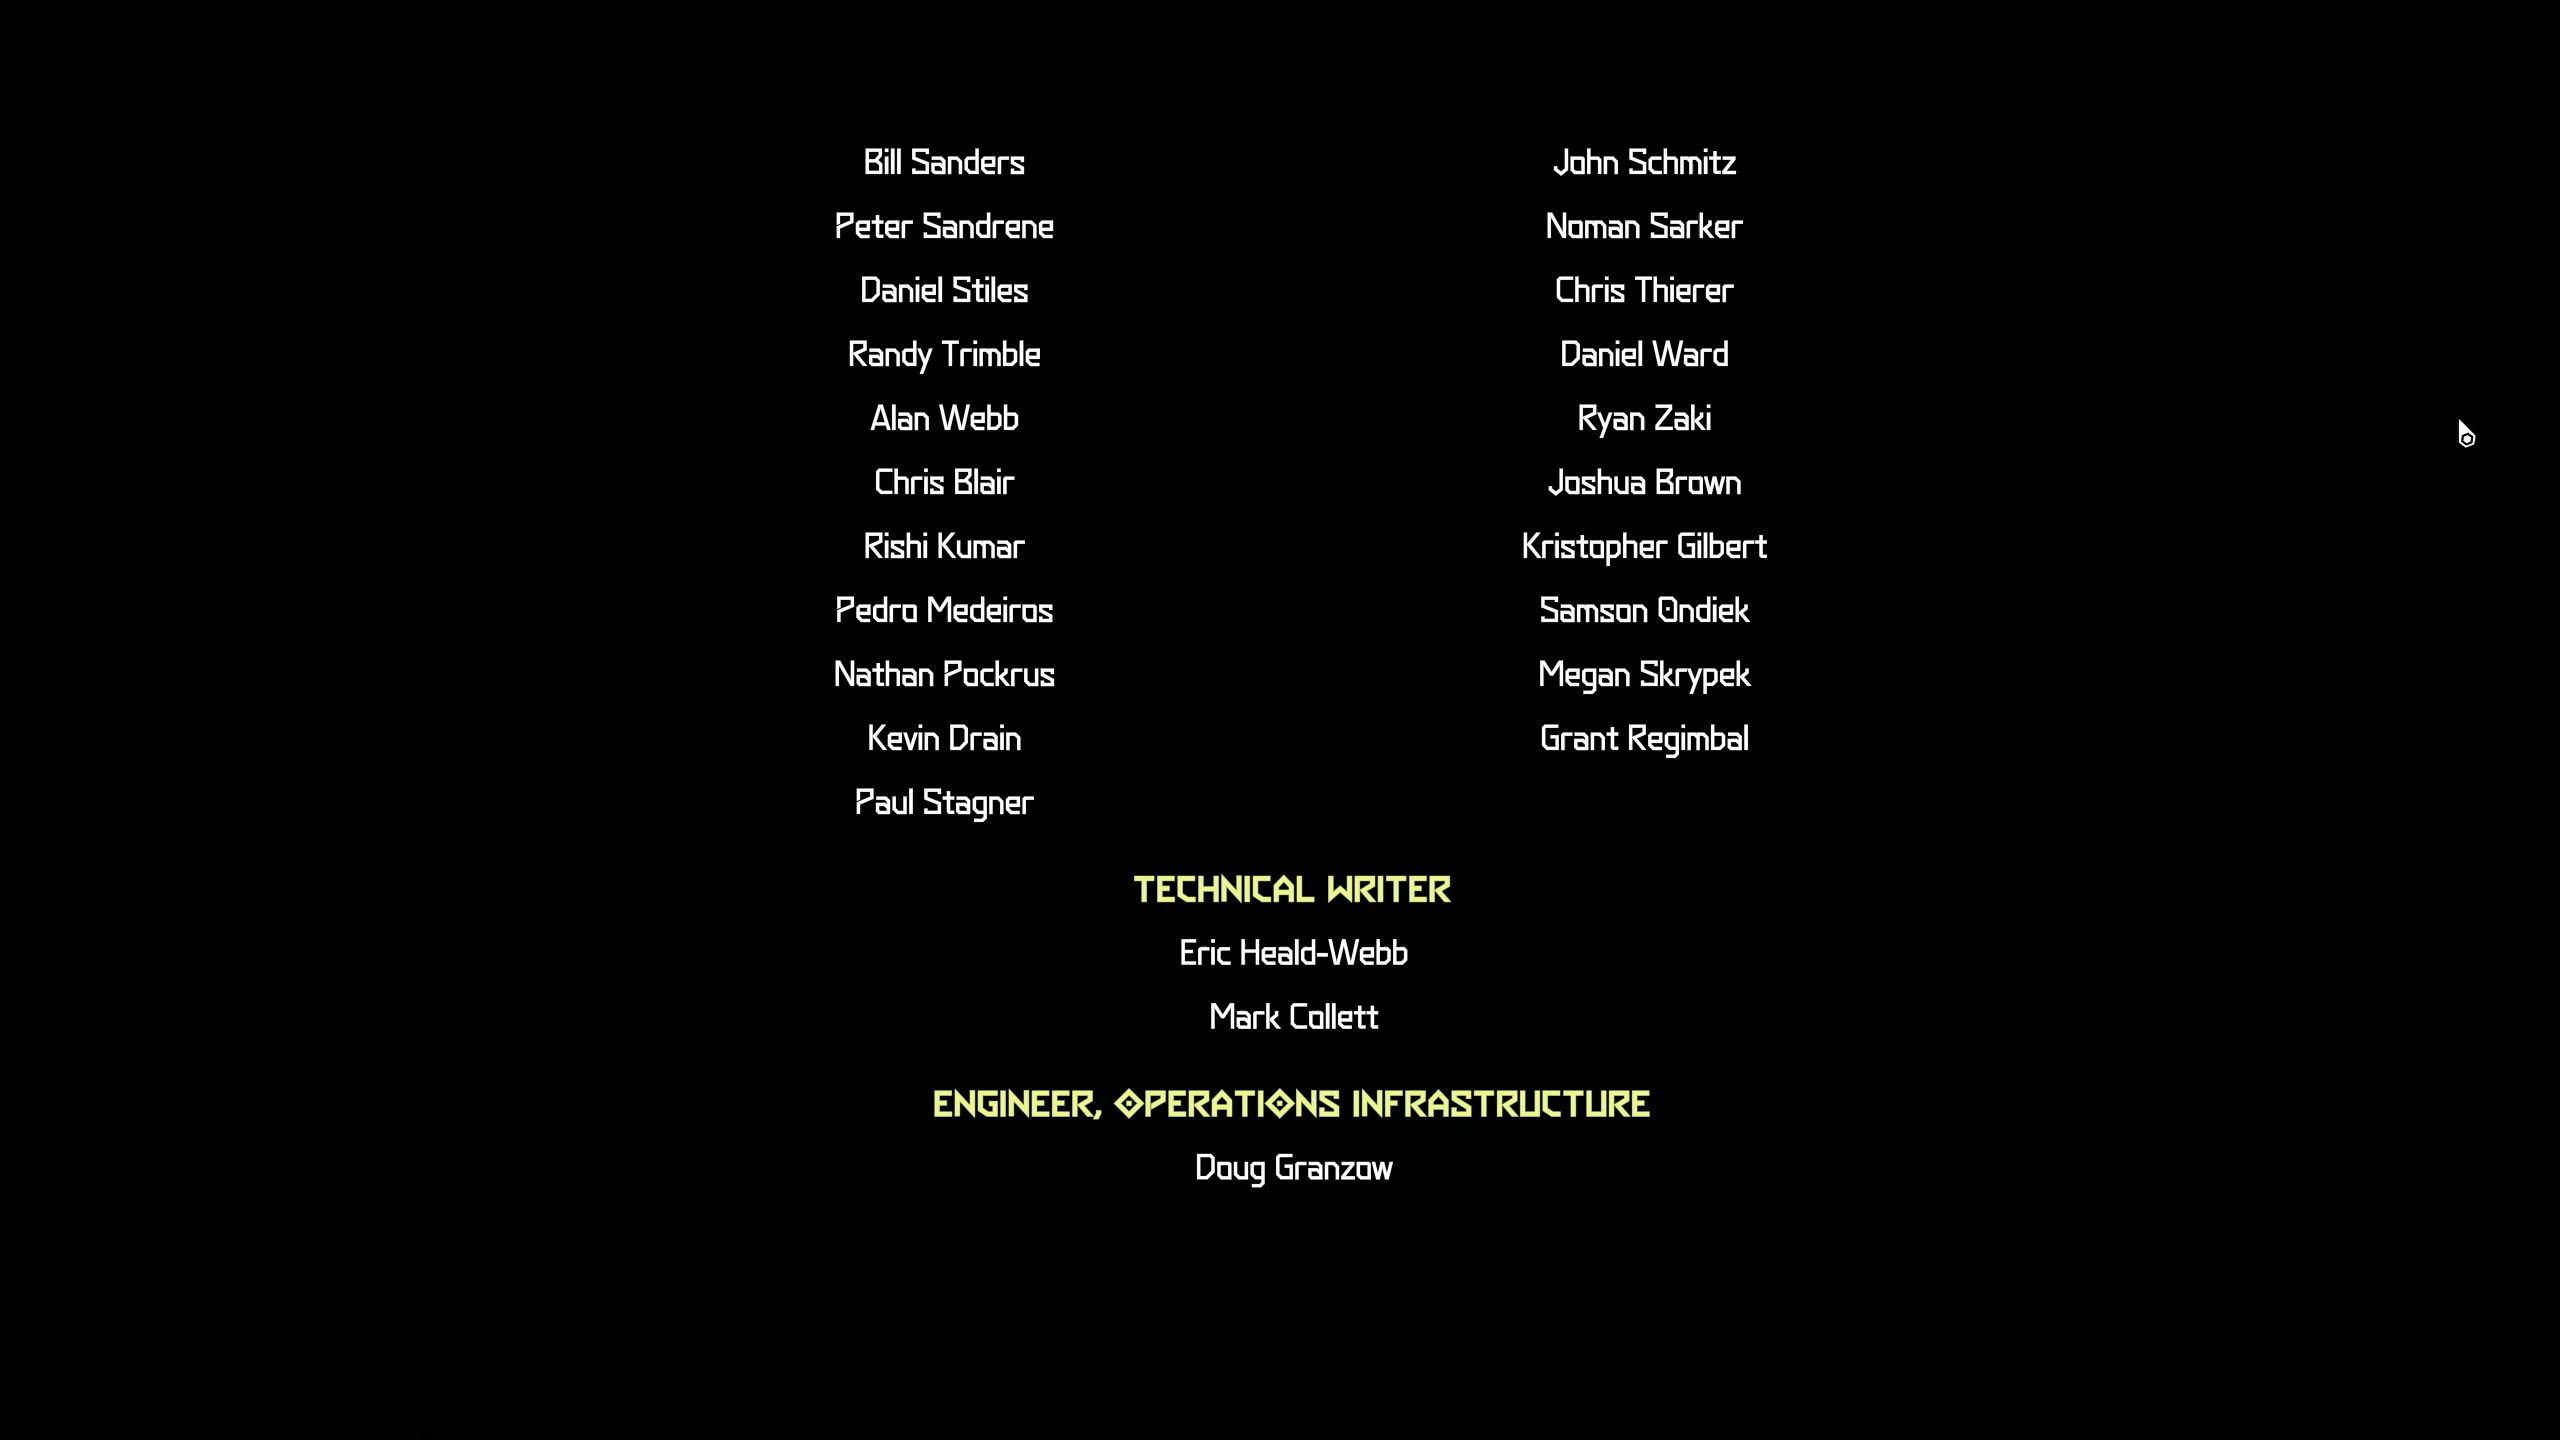 Bill Sanders John Schmitz
Peter Sandrene Noman Sarker
Daniel Stiles Chris Thierer
Randy Trimble Daniel Ward
Alan Webb Ryan Zaki
Chris Blair Joshua Brown
Rishi Kumar Kristopher Gilbert
Pedro Medeiros Samson Ondiek
Nathan Pockrus Megan Skrypek
Kevin Drain Grant Regimbal
Paul Stagner
TECHNICAL WRITER
Eric Heald-Webb
Mark Collett
ENGINEER, OPERATIONS INFRASTRUCTURE
Doug Granzow